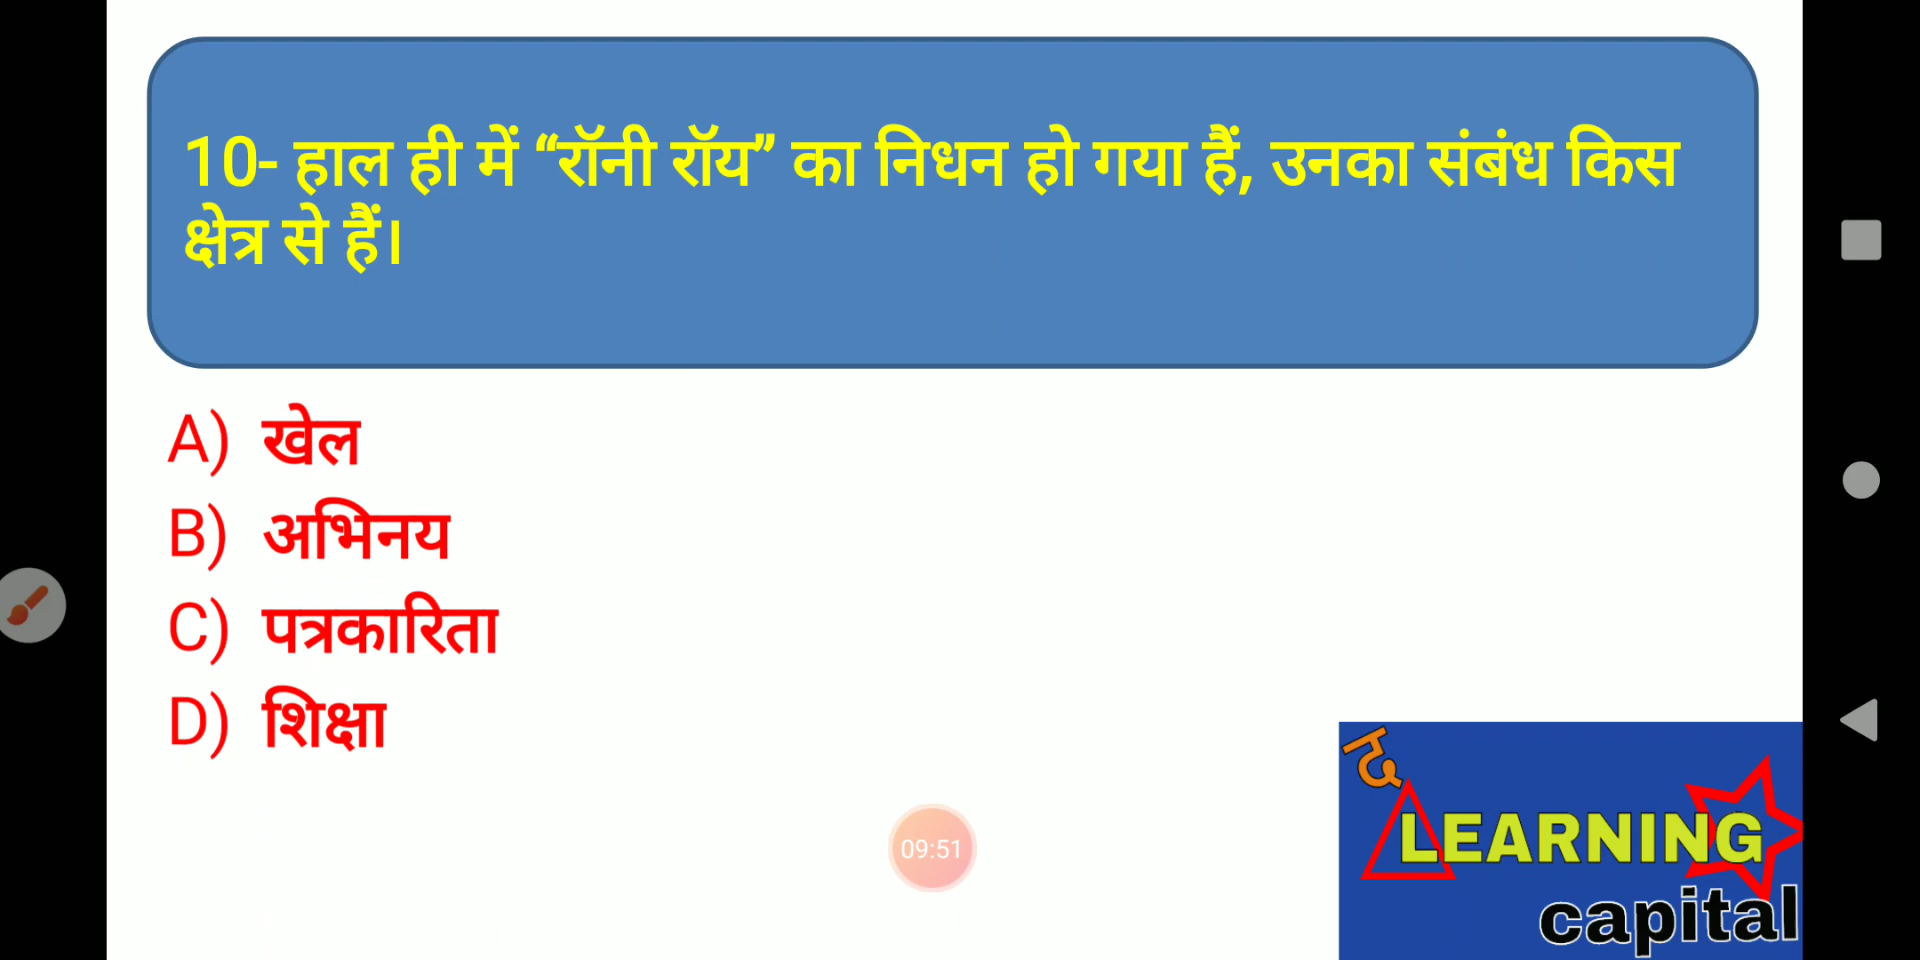 10- हाल ही में “रॉनी रॉय” का निधन हो गया हैं, उनका संबंध किस
क्षेत्र से हैं।
A) खेल
B) अभिनय
C) पत्रकारिता
D) शिक्षा
09:51
द
LEARNING
capital